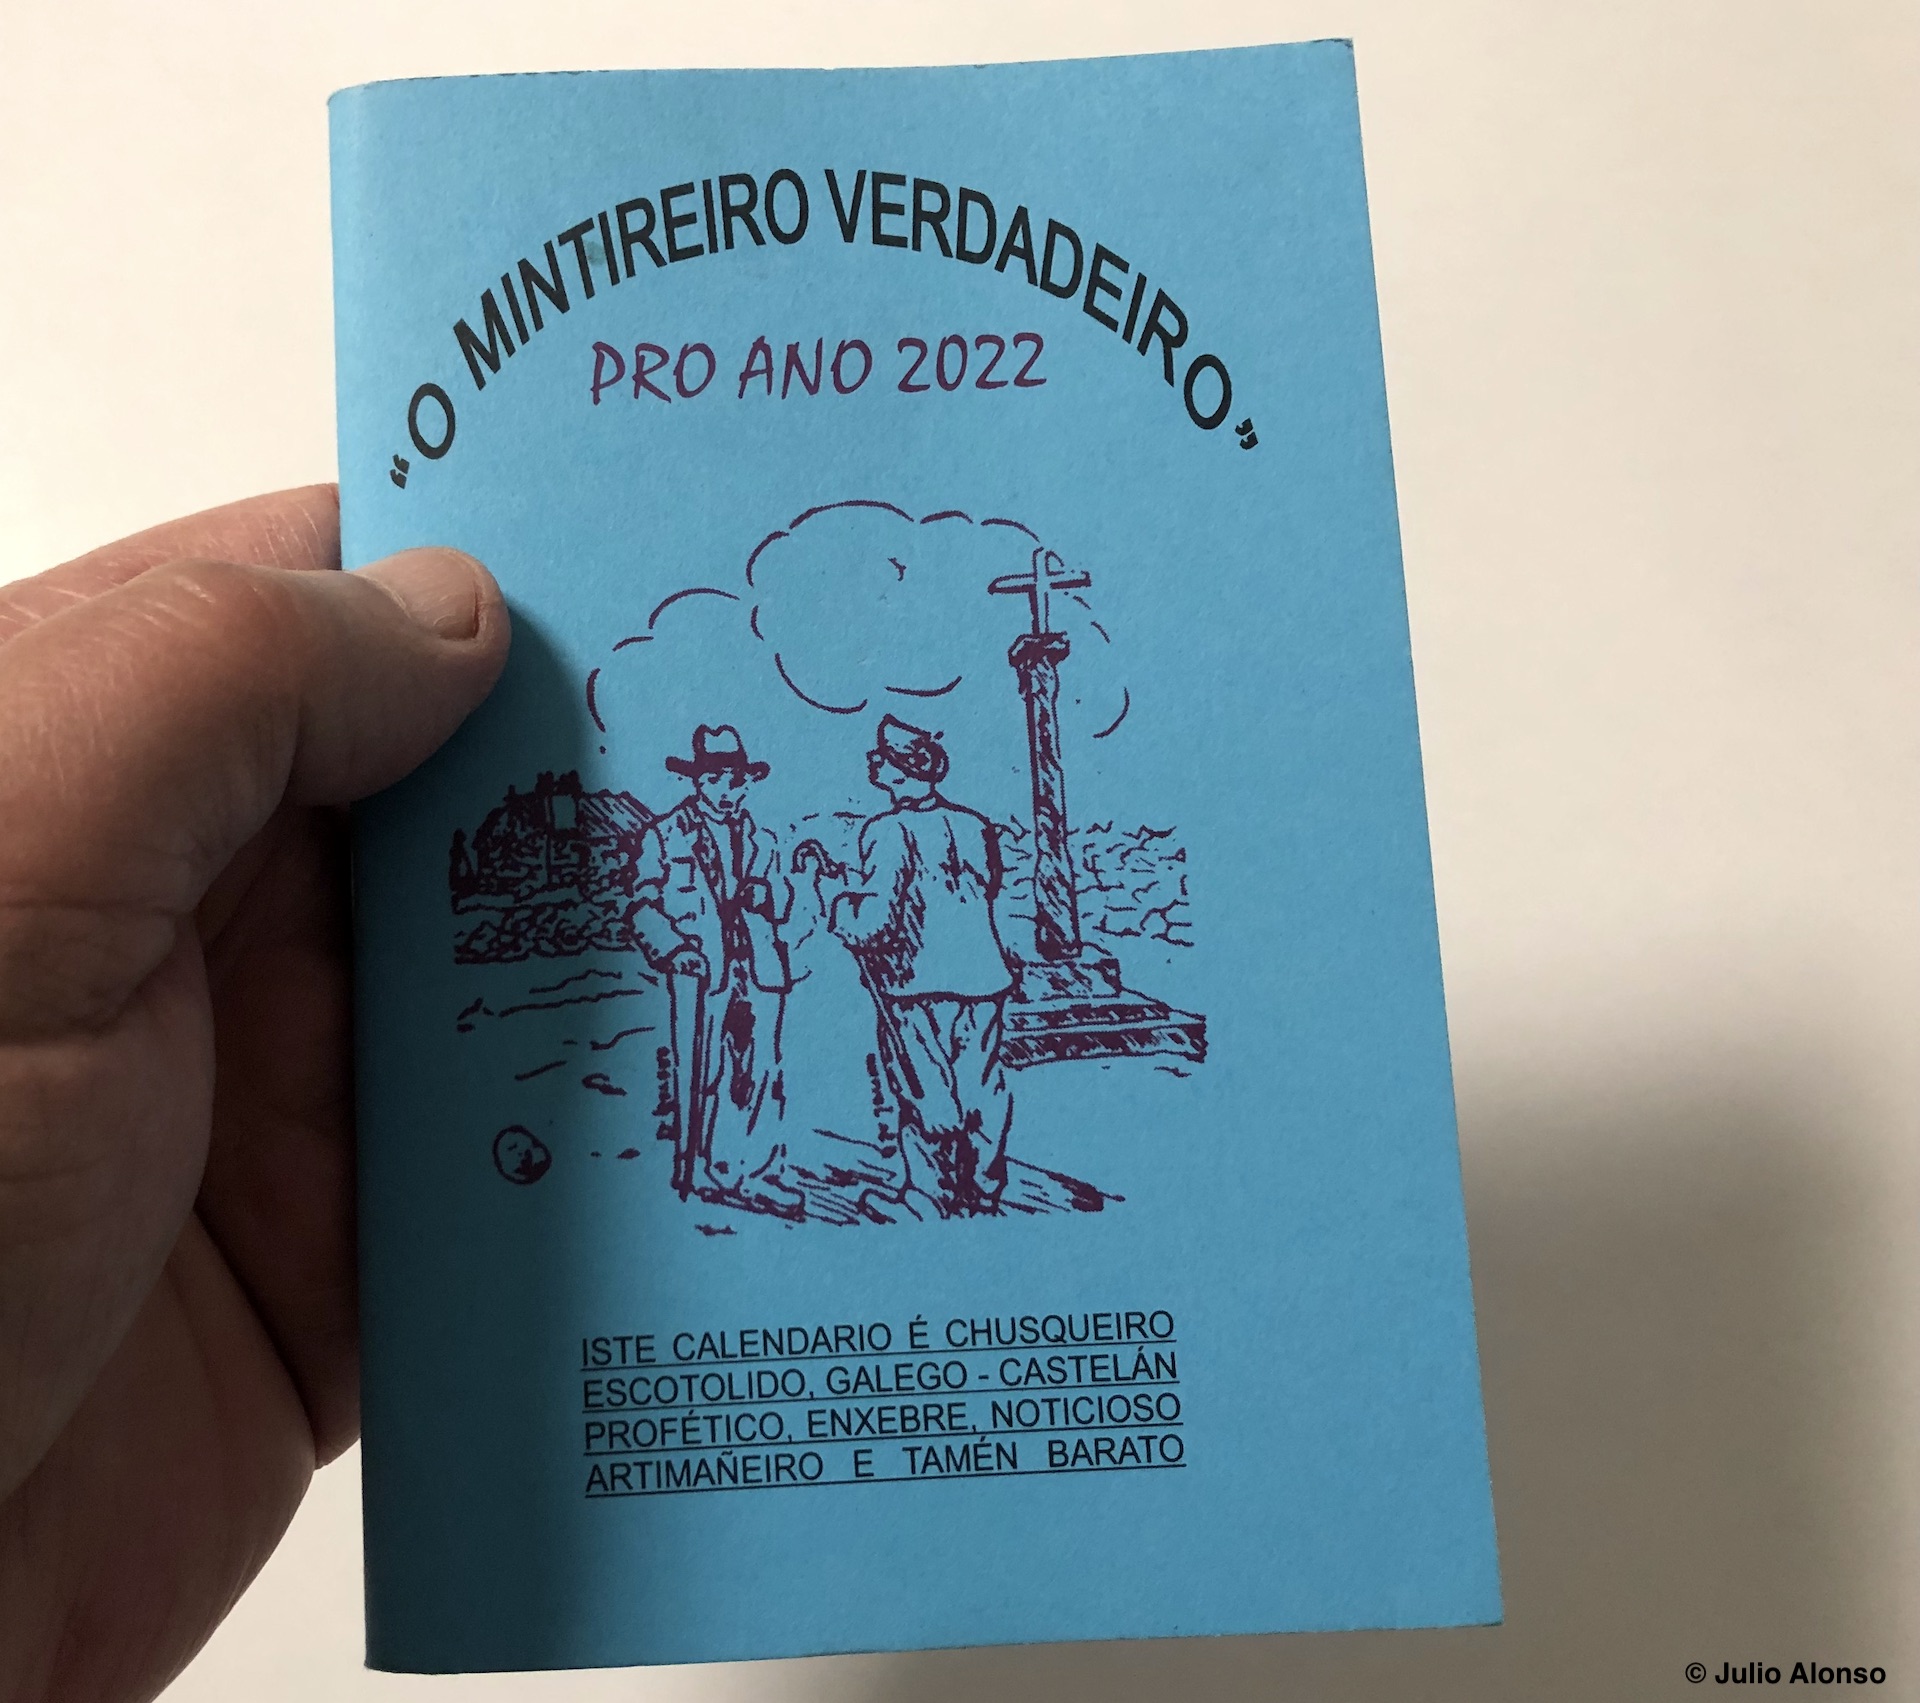 "O MINTIREIRO VERDADEIRO"
PRO ANO 2022
ISTE CALENDARIO É CHUSQUEIRO
ESCOTOLIDO, GALEGO - CASTELÁN
PROFÉTICO, ENXEBRE, NOTICIOSO
ARTIMAÑEIRO E TAMÉN BARATO
© Julio Alonso